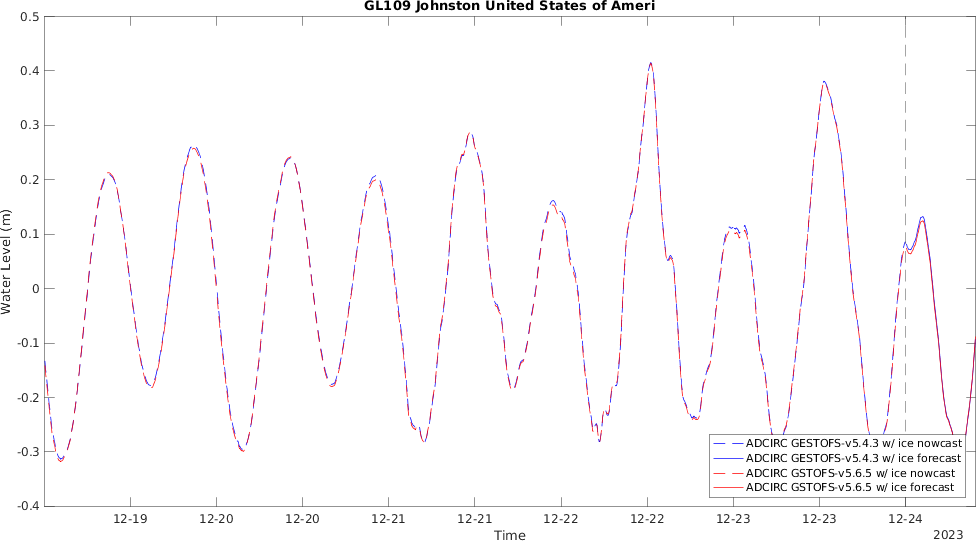 GL109 Johnston United States of Ameri
0.5
0.4
0.3
0.2
0.1
0
-0.1
-0.2
-0.3
-0.4
Water Level (m)
ADCIRC GESTOFS-v5.4.3 w/ ice nowcast
ADCIRC GESTOFS-v5.4.3 w/ ice forecast
ADCIRC GSTOFS-v5.6.5 w/ ice nowcast
ADCIRC GSTOFS-v5.6.5 w/ ice forecast
12-19 12-20 12-20 12-21 12-21 12-22 12-22 12-23 12-23 12-24
Time
2023